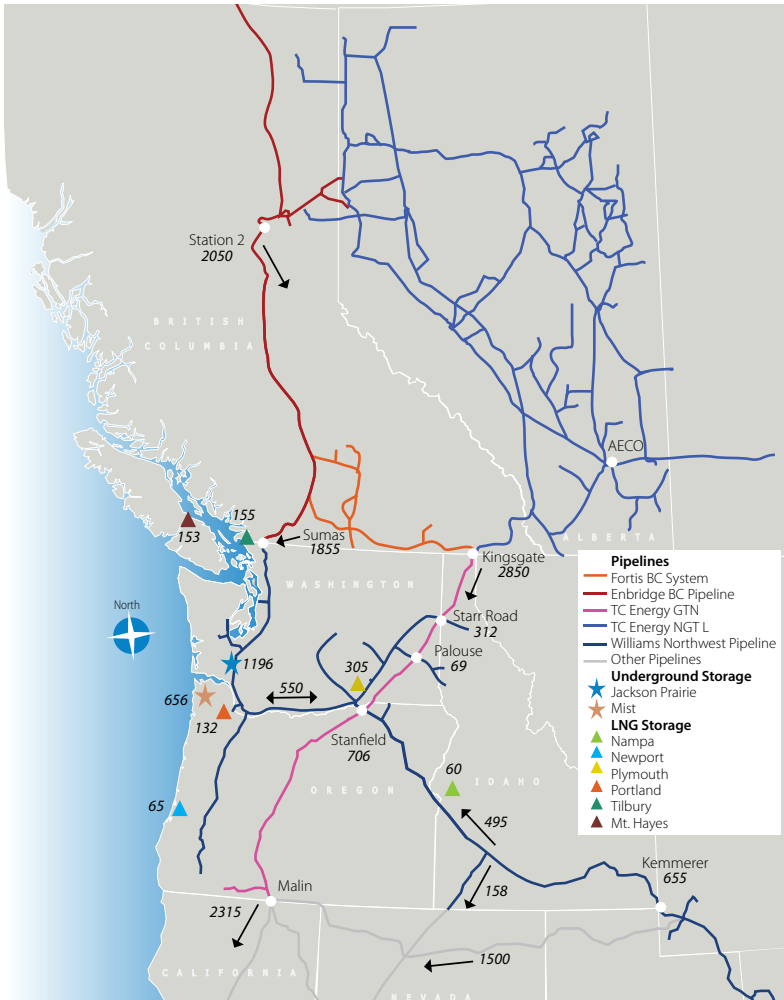 Station 2
2050
BRITISH
COLUMBIA
AECO
155
153
Sumas
1855
ALBERTA
Kingsgate
2850
WASHINGTON
North
Starr Road
312
Palouse
69
1196
305
550
656
132
Stanfield
706
60
IDAHO
OREGON
65
495
Kemmerer
655
158
Malin
2315
1500
CALIFORNIA
NEVADA
Pipelines
Fortis BC System
Enbridge BC Pipeline
TC Energy GTN
TC Energy NGT L
Williams Northwest Pipeline
Other Pipelines
Underground Storage
Jackson Prairie
Mist
LNG Storage
Nampa
Newport
Plymouth
Portland
Tilbury
Mt. Hayes